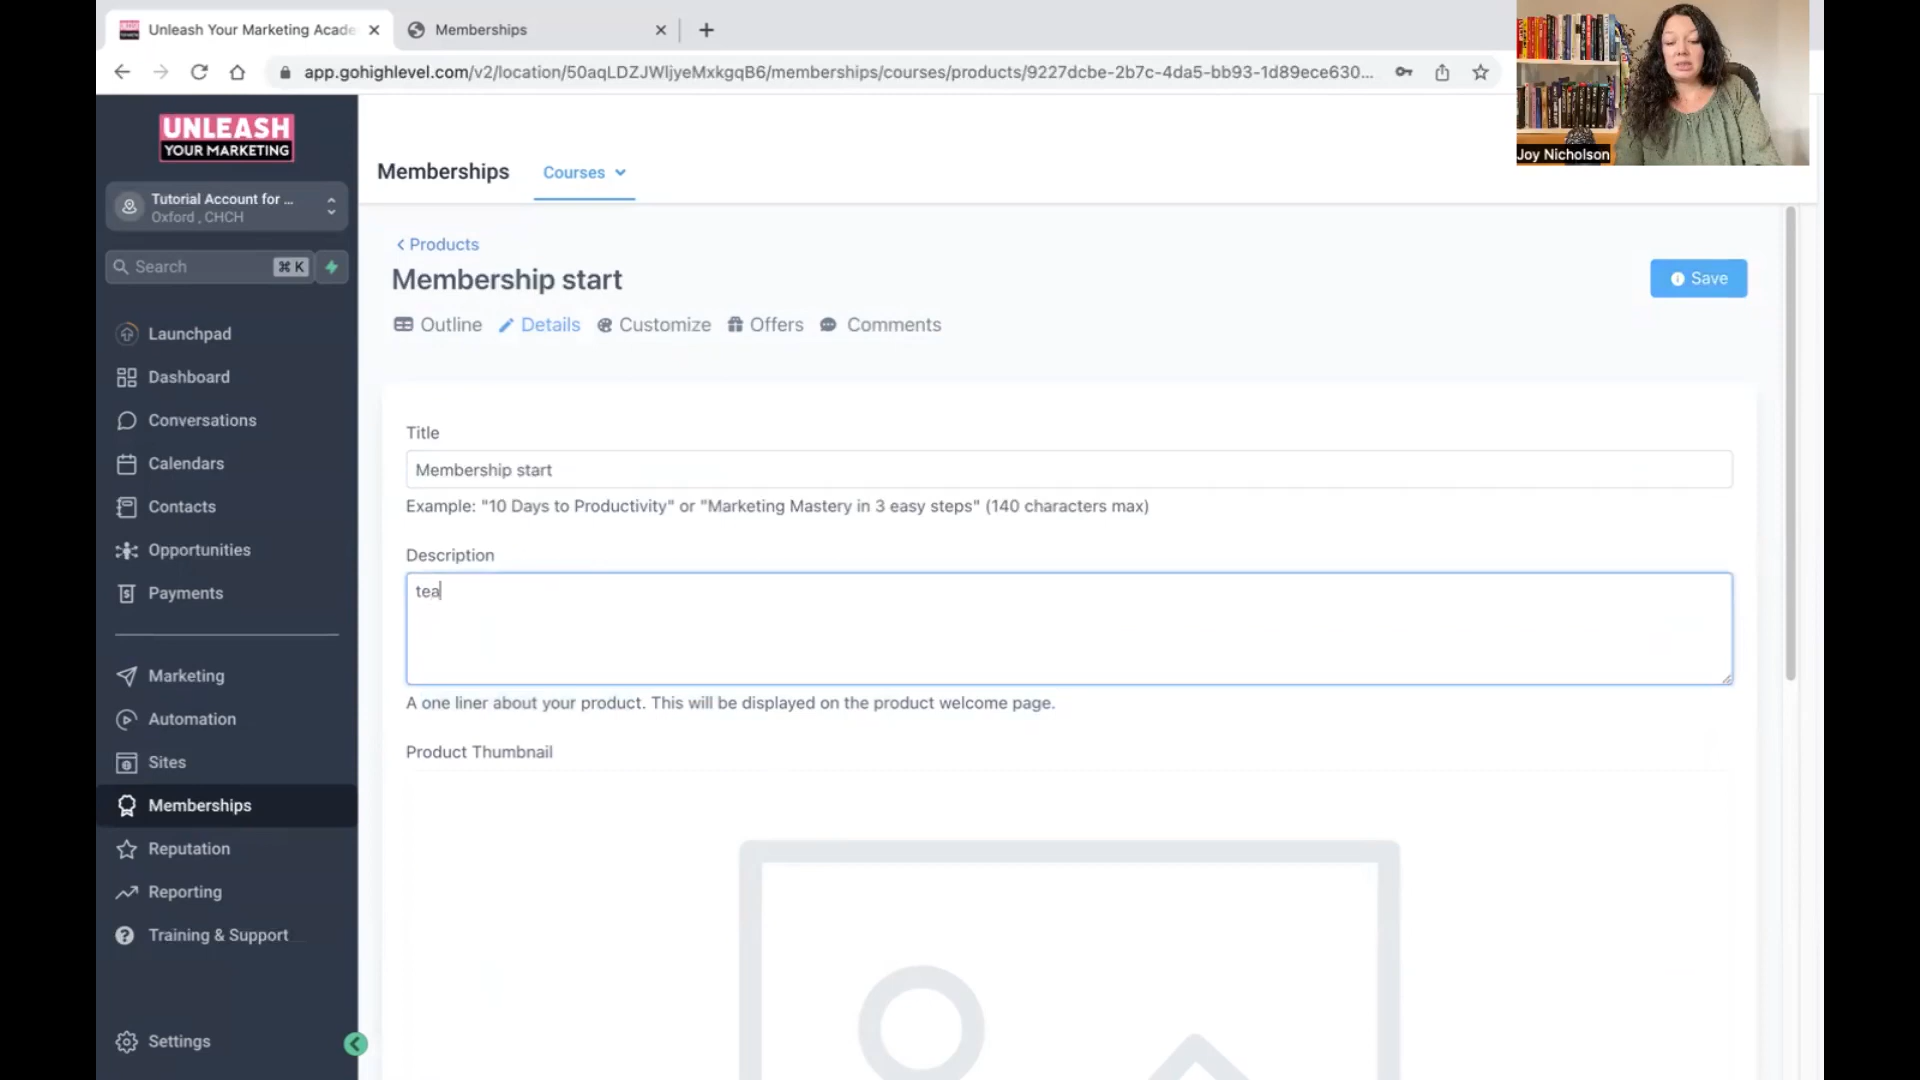 Unleash Your Marketing Acade
Memberships
app.gohighlevel.com/v2/location/50aqLDZJWljyeMxkgqB6/memberships/courses/products/9227dcbe-2b7c-4da5-bb93-1d89ece630...
Joy Nicholson
UNLEASH
YOUR MARKETING
Tutorial Account for ...
Oxford , CHCH
Search ⌘ K
Launchpad
Dashboard
Conversations
Calendars
Contacts
Opportunities
Payments
Marketing
Automation
Sites
Memberships
Reputation
Reporting
Training & Support
Settings
Memberships Courses
Products
Membership start
Save
Outline Details Customize Offers Comments
Title
Membership start
Example: "10 Days to Productivity" or "Marketing Mastery in 3 easy steps" (140 characters max)
Description
tea
A one liner about your product. This will be displayed on the product welcome page.
Product Thumbnail